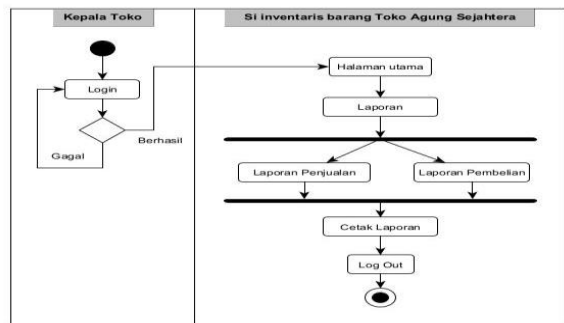 Kepala Toko
Si inventaris barang Toko Agung Sejahtera
Login
Gagal
Berhasil
Halaman utama
Laporan
Laporan Penjualan
Laporan Pembelian
Cetak Laporan
Log Out